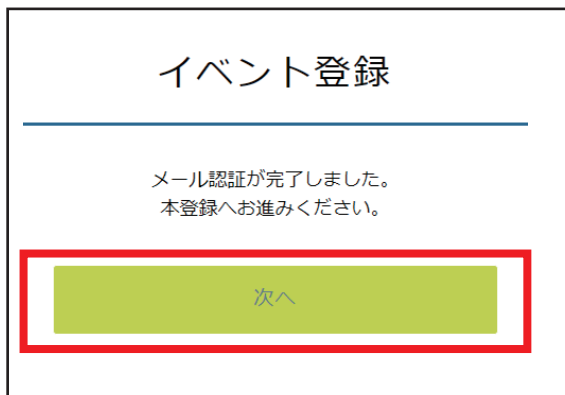 イベント登録
メール認証が完了しました。
本登録へお進みください。
次へ